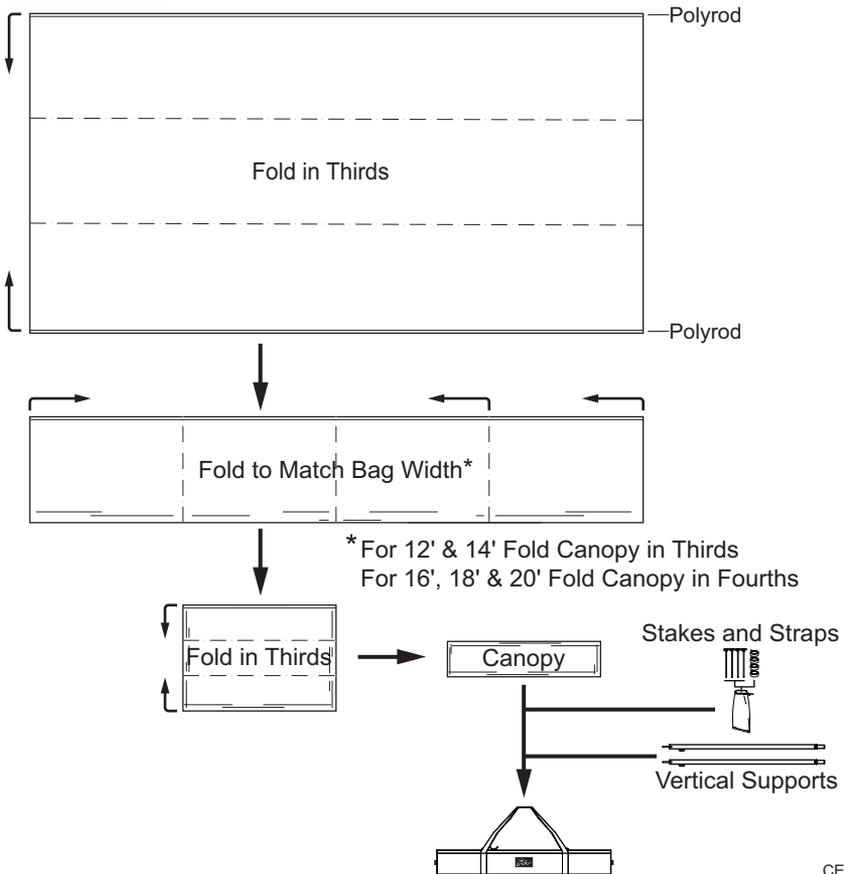 Polyrod
Fold in Thirds
Polyrod
Fold to Match Bag Width*
*For 12' & 14' Fold Canopy in Thirds
For 16', 18' & 20' Fold Canopy in Fourths
Stakes and Straps
Fold in Thirds
Canopy
Vertical Supports
CE